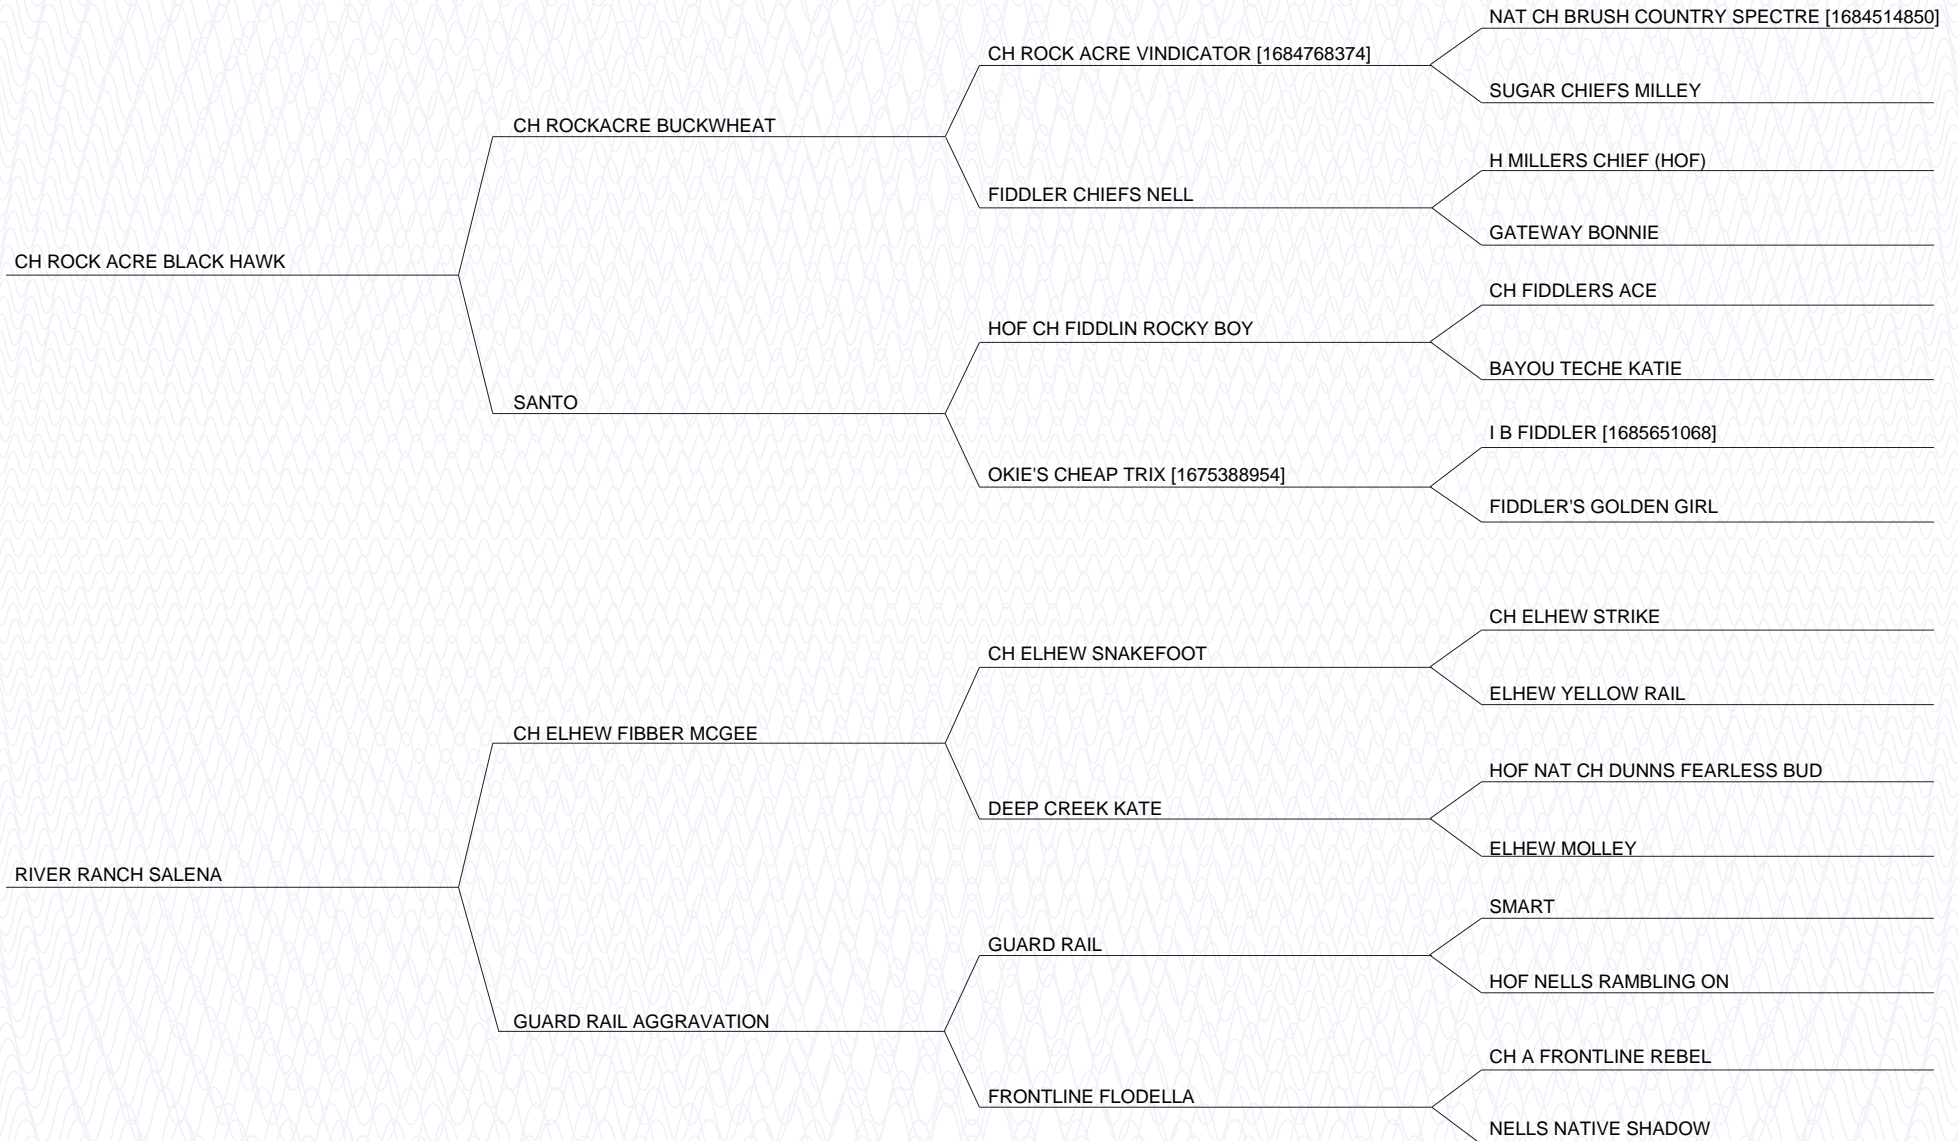 NAT CH BRUSH COUNTRY SPECTRE [1684514850]
CH ROCK ACRE VINDICATOR [1684768374]
SUGAR CHIEFS MILLEY
CH ROCKACRE BUCKWHEAT
H MILLERS CHIEF (HOF)
FIDDLER CHIEFS NELL
GATEWAY BONNIE
CH ROCK ACRE BLACK HAWK
CH FIDDLERS ACE
HOF CH FIDDLIN ROCKY BOY
BAYOU TECHE KATIE
SANTO
I B FIDDLER [1685651068]
OKIE'S CHEAP TRIX [1675388954]
FIDDLER'S GOLDEN GIRL
CH ELHEW STRIKE
CH ELHEW SNAKEFOOT
ELHEW YELLOW RAIL
CH ELHEW FIBBER MCGEE
HOF NAT CH DUNNS FEARLESS BUD
DEEP CREEK KATE
ELHEW MOLLEY
RIVER RANCH SALENA
SMART
GUARD RAIL
HOF NELLS RAMBLING ON
GUARD RAIL AGGRAVATION
CH A FRONTLINE REBEL
FRONTLINE FLODELLA
NELLS NATIVE SHADOW